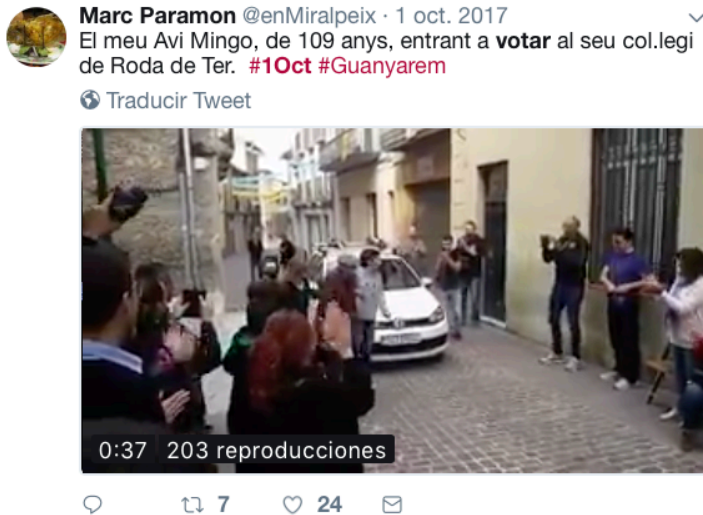 Marc Paramon @enMiralpeix · 1 oct. 2017
El meu Avi Mingo, de 109 anys, entrant a votar al seu col.legi
de Roda de Ter. #1Oct #Guanyarem
Traducir Tweet
0:37 203 reproducciones
7 24